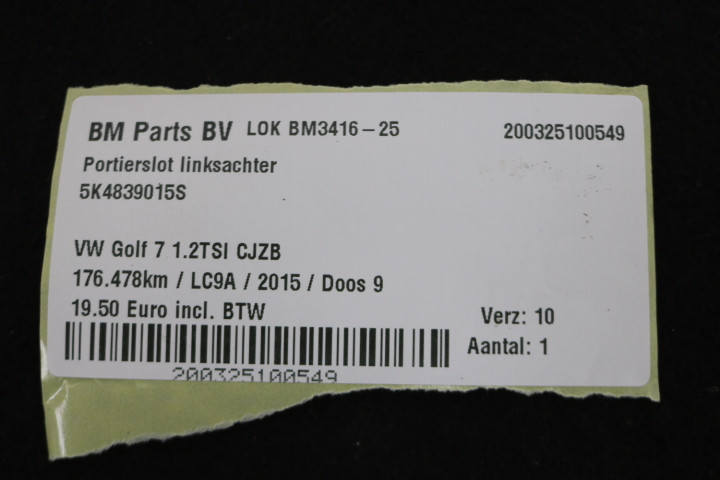 BM Parts BV LOK BM3416-25 200325100549
Portierslot linksachter
5K4839015S
VW Golf 7 1.2TSI CJZB
176.478km / LC9A / 2015 / Doos 9
19.50 Euro incl. BTW
Verz: 10
Aantal: 1
200325100549